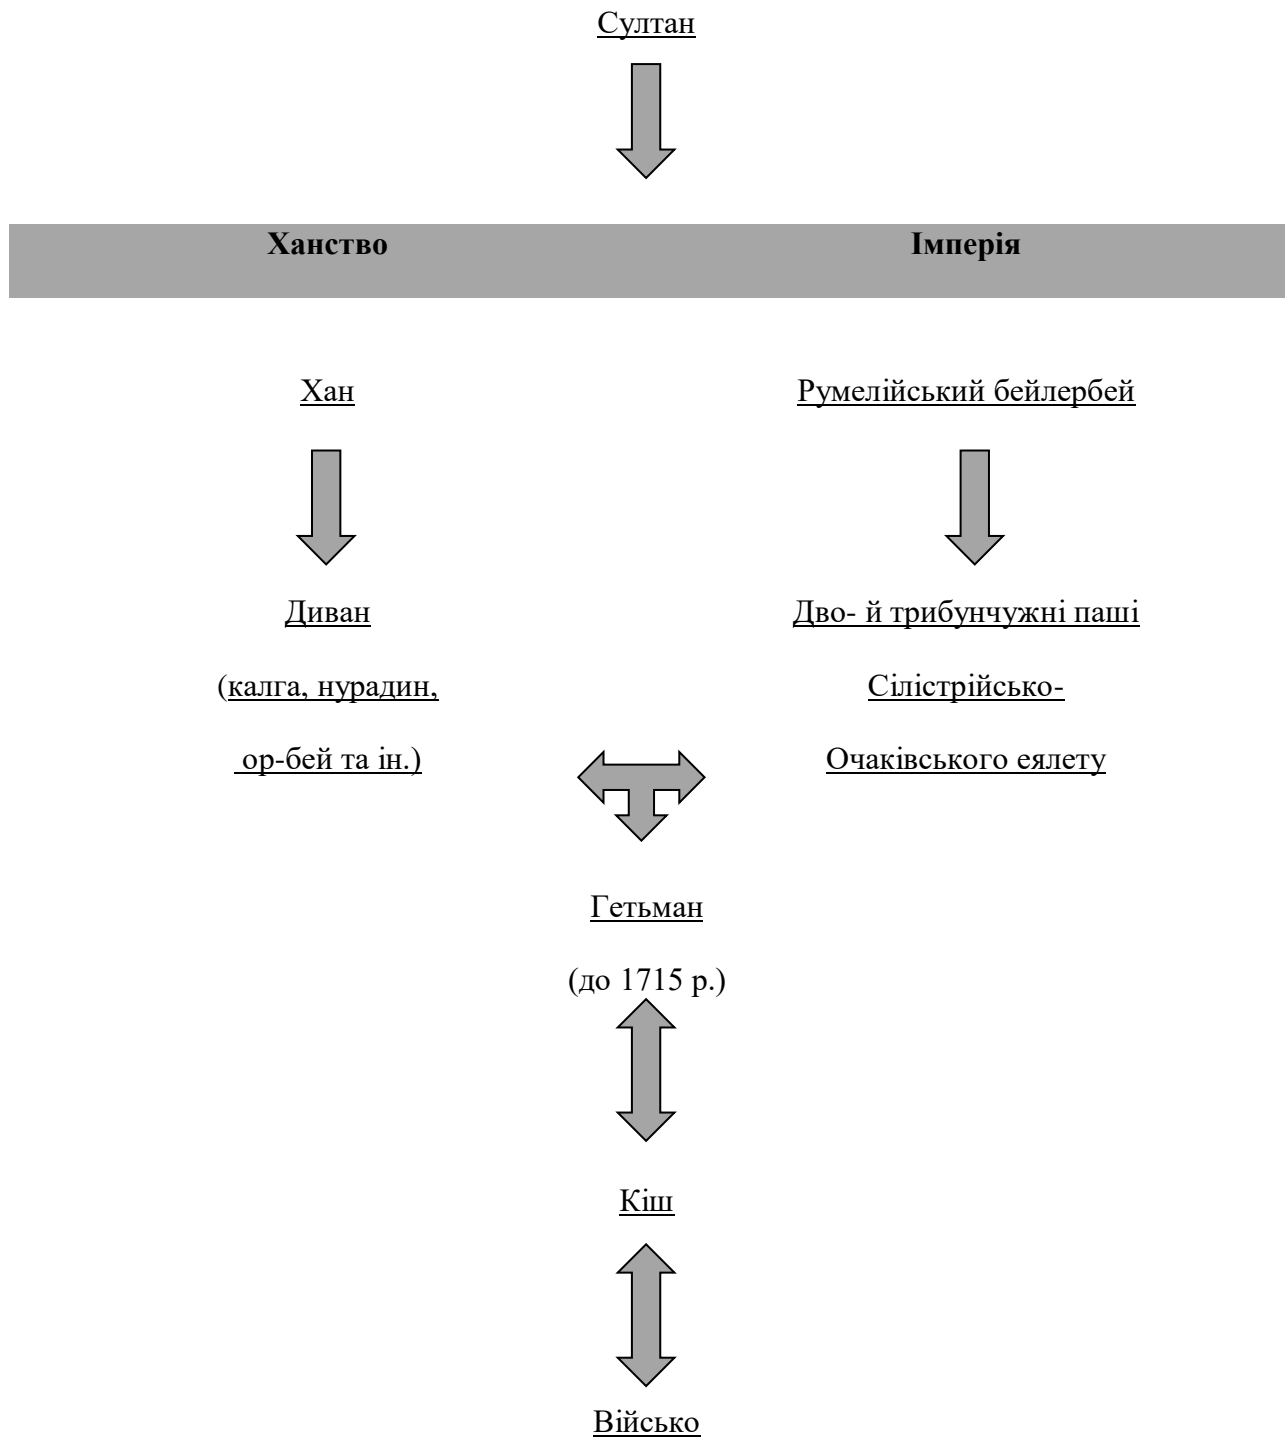 Султан
Ханство Імперія
Хан Румелійський бейлербей
Диван Дво- й трибунчужні паші
(калга, нурадин, Сілістрійсько-
ор-бей та ін.) Очаківського еялету
Гетьман
(до 1715 р.)
Кіш
Військо